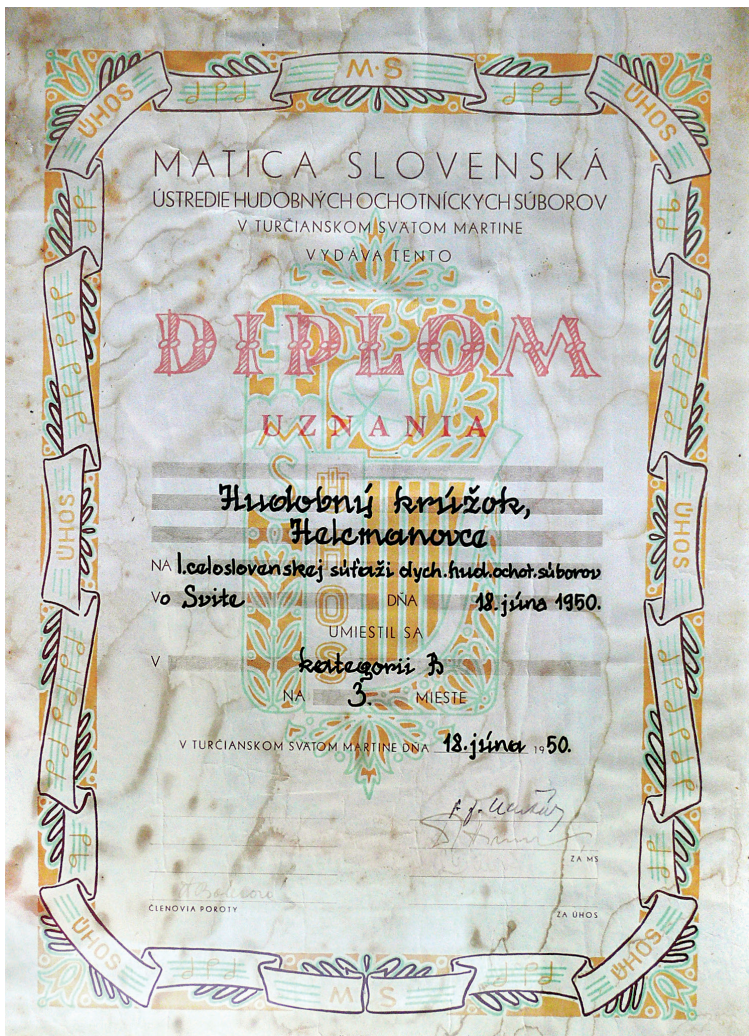 M·S
ÚHOS
ÚHOS
MATICA SLOVENSKÁ
ÚSTREDIE HUDOBNÝCH OCHOTNÍCKYCH SÚBOROV
V TURČIANSKOM SVÄTOM MARTINE
VYDÁVA TENTO
DIPLOM
UZNANIA
MS
Hudobný krúžok,
Helcmanovce
ÚHOS
ÚHOS
ÚHOS
NA I.celoslovenskej súťaži dych.hud.ochot.súborov
Vo Svite DŇA 18. júna 1950.
UMIESTIL SA
V kategorii B
NA 3. MIESTE
V TURČIANSKOM SVÄTOM MARTINE DŇA 18. júna 1950.
ZA MS
ČLENOVIA POROTY ZA ÚHOS
ÚHOS
ÚHOS
M S